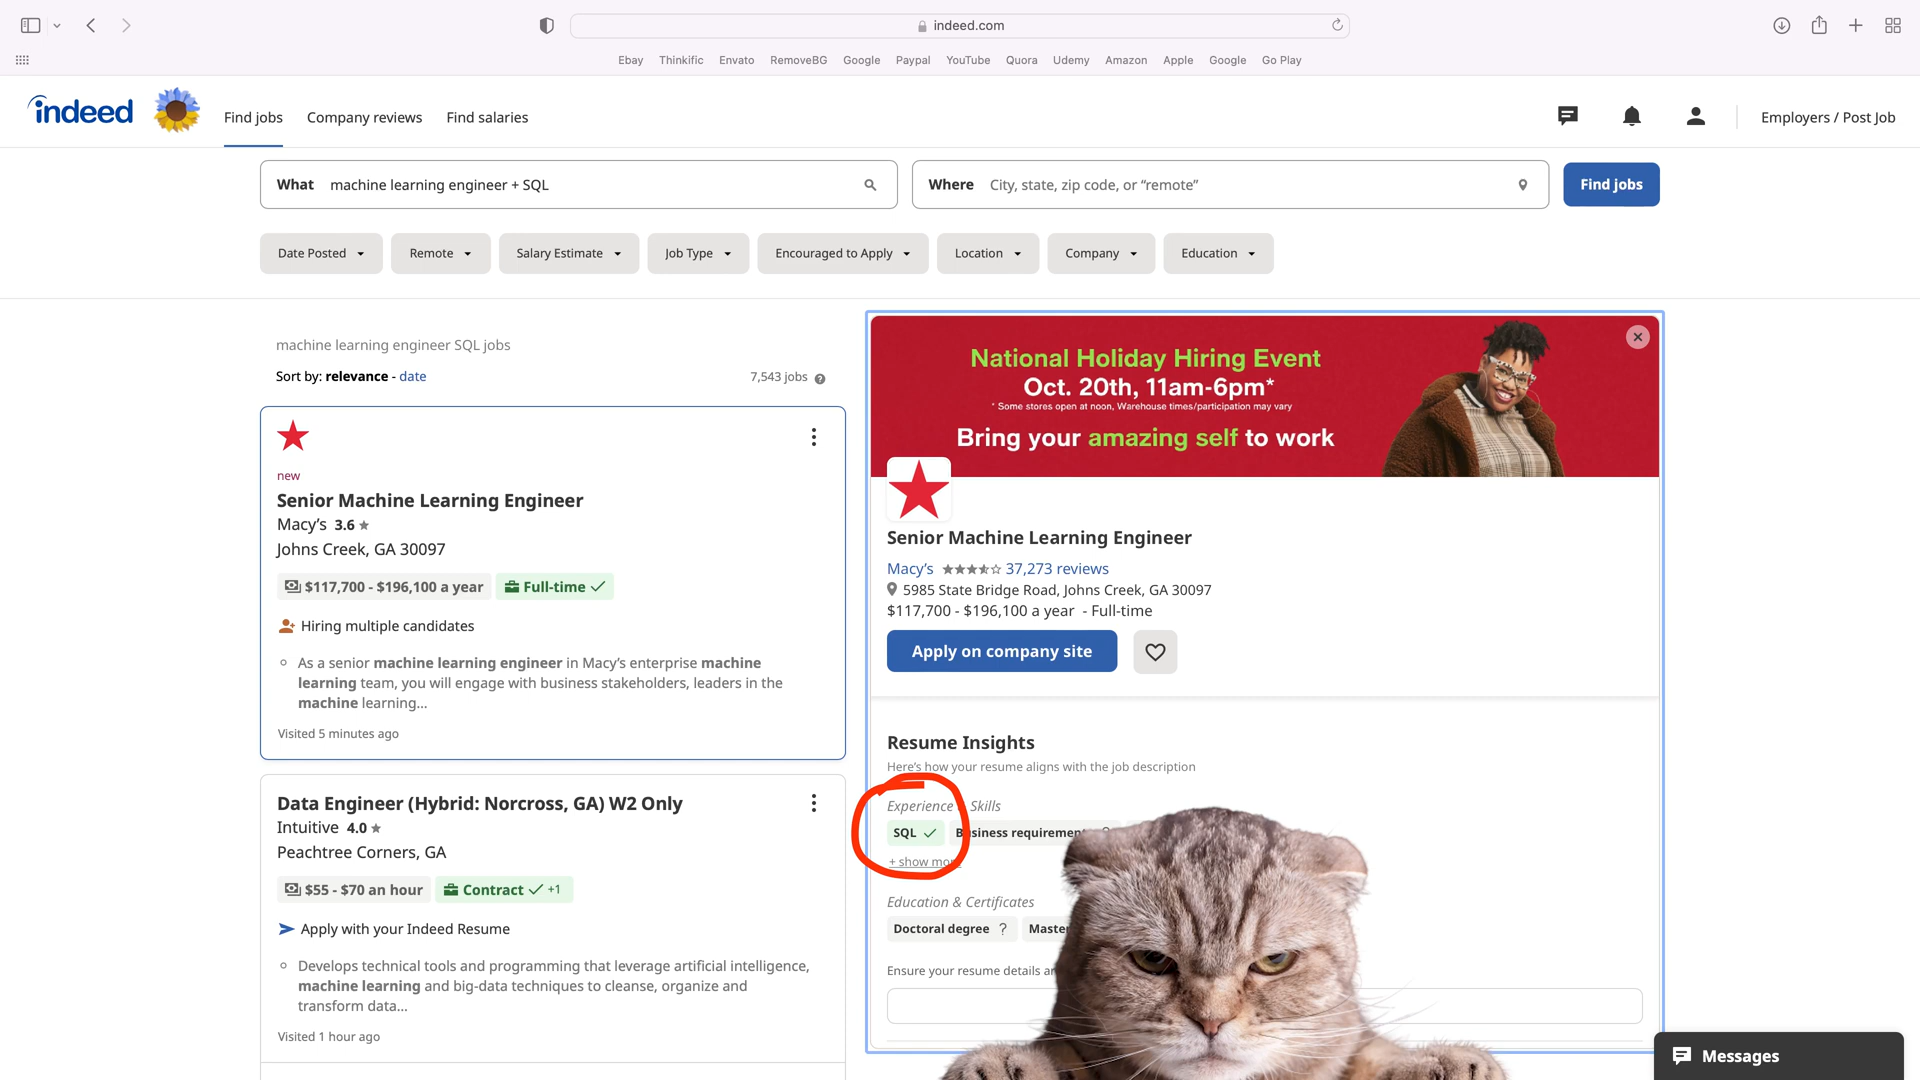 indeed.com
Ebay Thinkific Envato RemoveBG Google Paypal YouTube Quora Udemy Amazon Apple Google Go Play
indeed
Find jobs Company reviews Find salaries
Employers / Post Job
What machine learning engineer + SQL
Where City, state, zip code, or “remote”
Find jobs
Date Posted Remote Salary Estimate Job Type Encouraged to Apply Location Company Education
machine learning engineer SQL jobs
Sort by: relevance - date
7,543 jobs
new
Senior Machine Learning Engineer
Macy’s 3.6
Johns Creek, GA 30097
$117,700 - $196,100 a year Full-time
Hiring multiple candidates
As a senior machine learning engineer in Macy’s enterprise machine
learning team, you will engage with business stakeholders, leaders in the
machine learning...
Visited 5 minutes ago
Data Engineer (Hybrid: Norcross, GA) W2 Only
Intuitive 4.0
Peachtree Corners, GA
$55 - $70 an hour Contract +1
Apply with your Indeed Resume
Develops technical tools and programming that leverage artificial intelligence,
machine learning and big-data techniques to cleanse, organize and
transform data...
Visited 1 hour ago
National Holiday Hiring Event
Oct. 20th, 11am-6pm*
* Some stores open at noon, Warehouse times/participation may vary
Bring your amazing self to work
Senior Machine Learning Engineer
Macy’s 37,273 reviews
5985 State Bridge Road, Johns Creek, GA 30097
$117,700 - $196,100 a year - Full-time
Apply on company site
Resume Insights
Here’s how your resume aligns with the job description
Experience Skills
SQL Business
+ show
Education & Certificates
Doctoral degree ?
Ensure your resume details
Messages